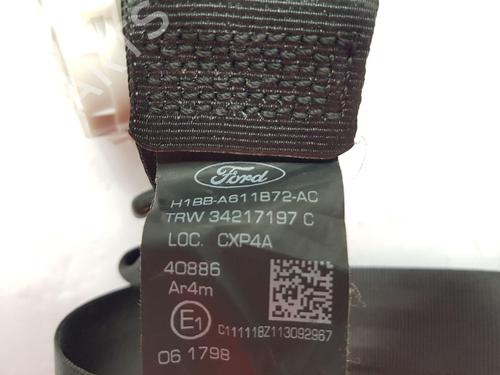 Ford
H1BB-A611B72-AC
TRW 34217197 C
LOC. CXP4A
40886
Ar4m
E1
C111118Z113092967
06 1798